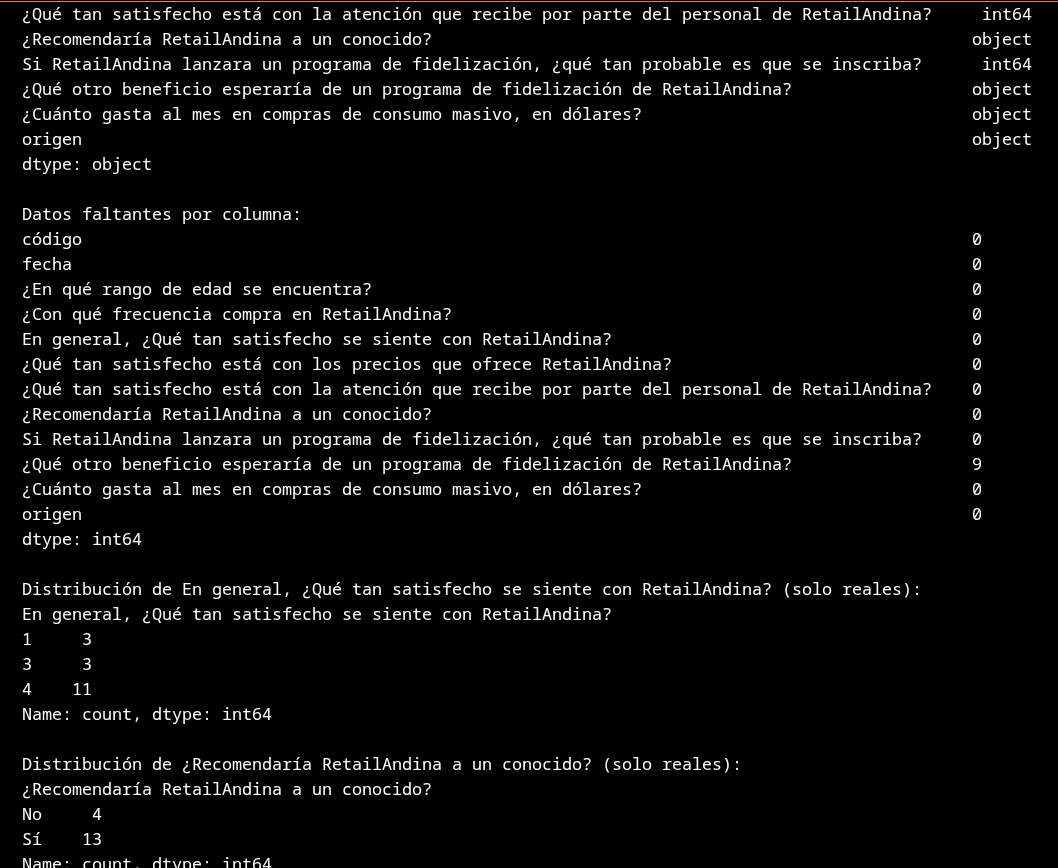 ¿Qué tan satisfecho está con la atención que recibe por parte del personal de RetailAndina?     int64
¿Recomendaría RetailAndina a un conocido?     object
Si RetailAndina lanzara un programa de fidelización, ¿qué tan probable es que se inscriba?     int64
¿Qué otro beneficio esperaría de un programa de fidelización de RetailAndina?     object
¿Cuánto gasta al mes en compras de consumo masivo, en dólares?     object
origen     object
dtype: object

Datos faltantes por columna:
código     0
fecha     0
¿En qué rango de edad se encuentra?     0
¿Con qué frecuencia compra en RetailAndina?     0
En general, ¿Qué tan satisfecho se siente con RetailAndina?     0
¿Qué tan satisfecho está con los precios que ofrece RetailAndina?     0
¿Qué tan satisfecho está con la atención que recibe por parte del personal de RetailAndina?     0
¿Recomendaría RetailAndina a un conocido?     0
Si RetailAndina lanzara un programa de fidelización, ¿qué tan probable es que se inscriba?     0
¿Qué otro beneficio esperaría de un programa de fidelización de RetailAndina?     9
¿Cuánto gasta al mes en compras de consumo masivo, en dólares?     0
origen     0
dtype: int64

Distribución de En general, ¿Qué tan satisfecho se siente con RetailAndina? (solo reales):
En general, ¿Qué tan satisfecho se siente con RetailAndina?
1     3
3     3
4    11
Name: count, dtype: int64

Distribución de ¿Recomendaría RetailAndina a un conocido? (solo reales):
¿Recomendaría RetailAndina a un conocido?
No     4
Sí    13
Name: count, dtype: int64